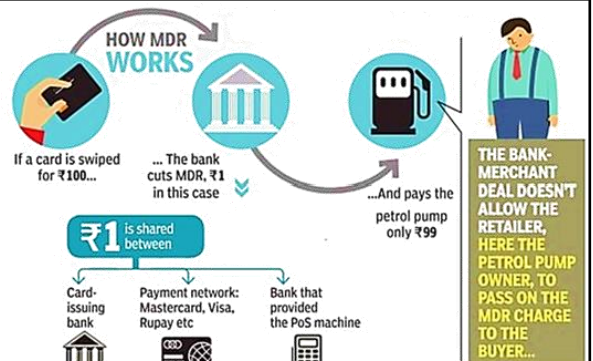 HOW MDR
WORKS
If a card is swiped
for ₹100...
... The bank
cuts MDR, ₹1
in this case
...And pays the
petrol pump
only ₹99
₹1 is shared
between
Card-
issuing
bank
Payment network:
Mastercard, Visa,
Rupay etc
Bank that
provided
the PoS machine
THE BANK-
MERCHANT
DEAL DOESN'T
ALLOW THE
RETAILER,
HERE THE
PETROL PUMP
OWNER, TO
PASS ON THE
MDR CHARGE
TO THE
BUYER...